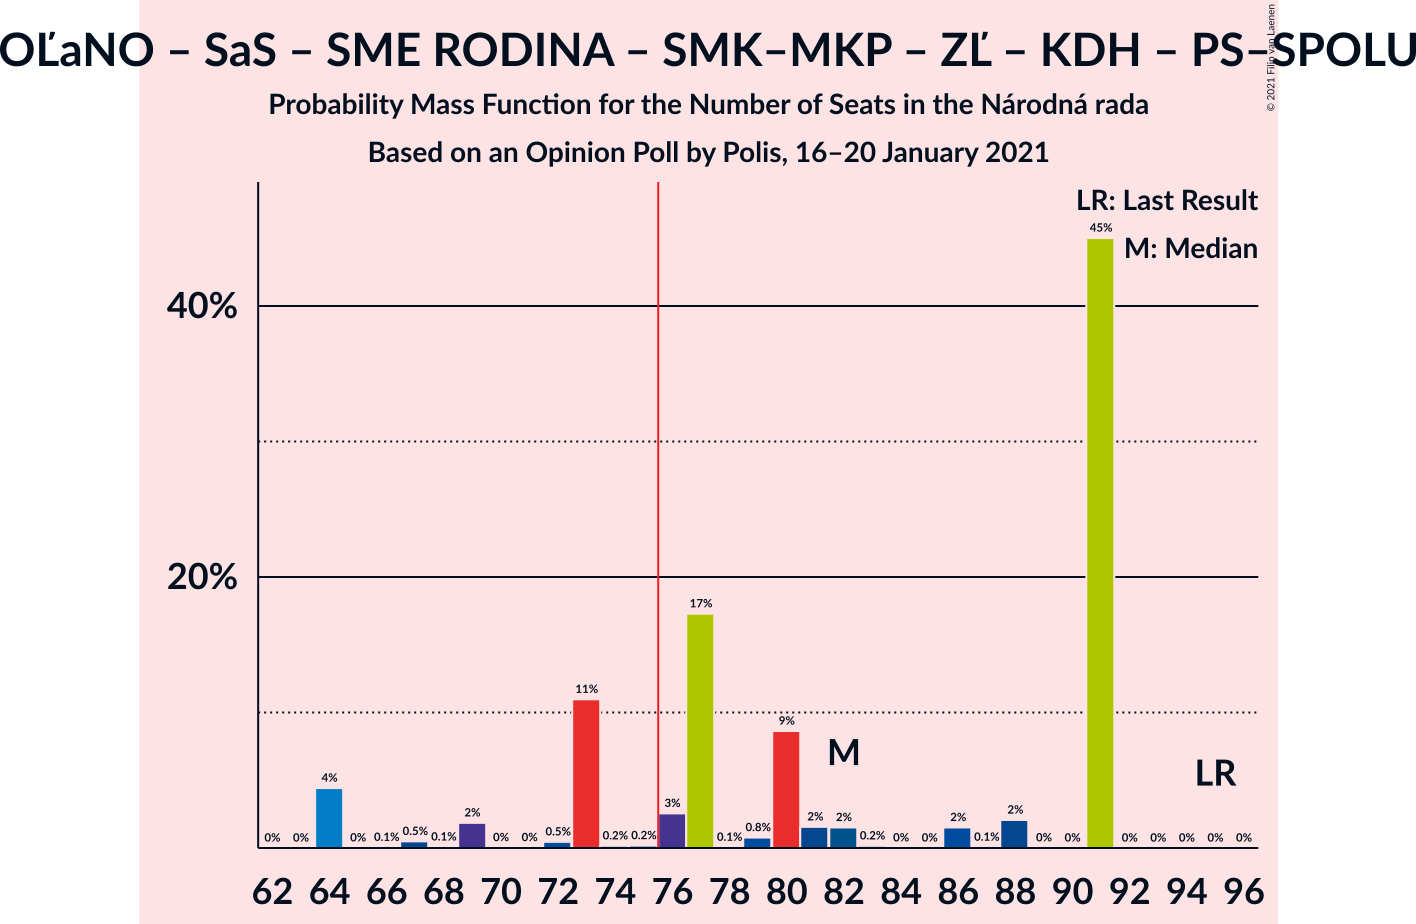 OĽaNO – SaS – SME RODINA – SMK–MKP – ZĽ – KDH – PS–SPOLU
© 2021 Filip van Laenen
Probability Mass Function for the Number of Seats in the Národná rada
Based on an Opinion Poll by Polis, 16–20 January 2021
LR: Last Result
M: Median
45%
40%
20%
17%
11%
9%
M
LR
4%
3%
0% 0% 0% 0.1% 0.5% 0.1% 2% 0% 0% 0.5% 0.2% 0.2% 0.1% 0.8% 2% 2% 0.2% 0% 0% 2% 0.1% 2% 0% 0% 0% 0% 0% 0% 0%
62 64 66 68 70 72 74 76 78 80 82 84 86 88 90 92 94 96